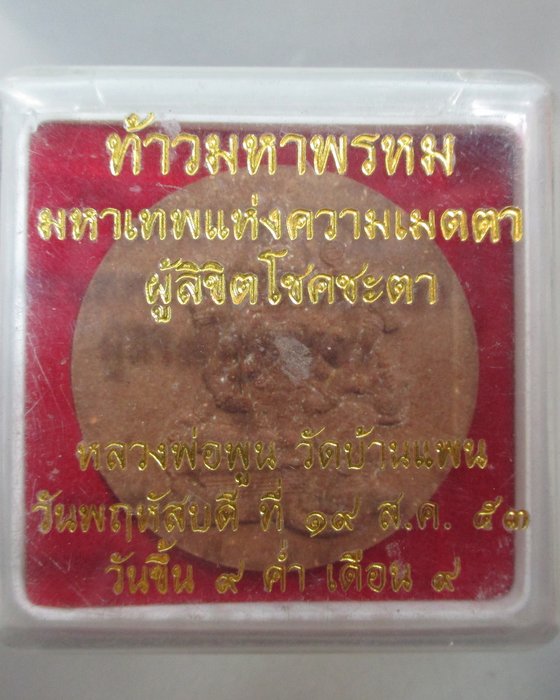 ท้าวมหาพรหม
มหาเทพแห่งความเมตตา
ผู้ลิขิตโชคชะตา
หลวงพ่อพูน วัดบ้านแพน
วันพฤหัสบดี ที่ ๑๙ ส.ค. ๕๓
วันขึ้น ๙ ค่ำ เดือน ๙